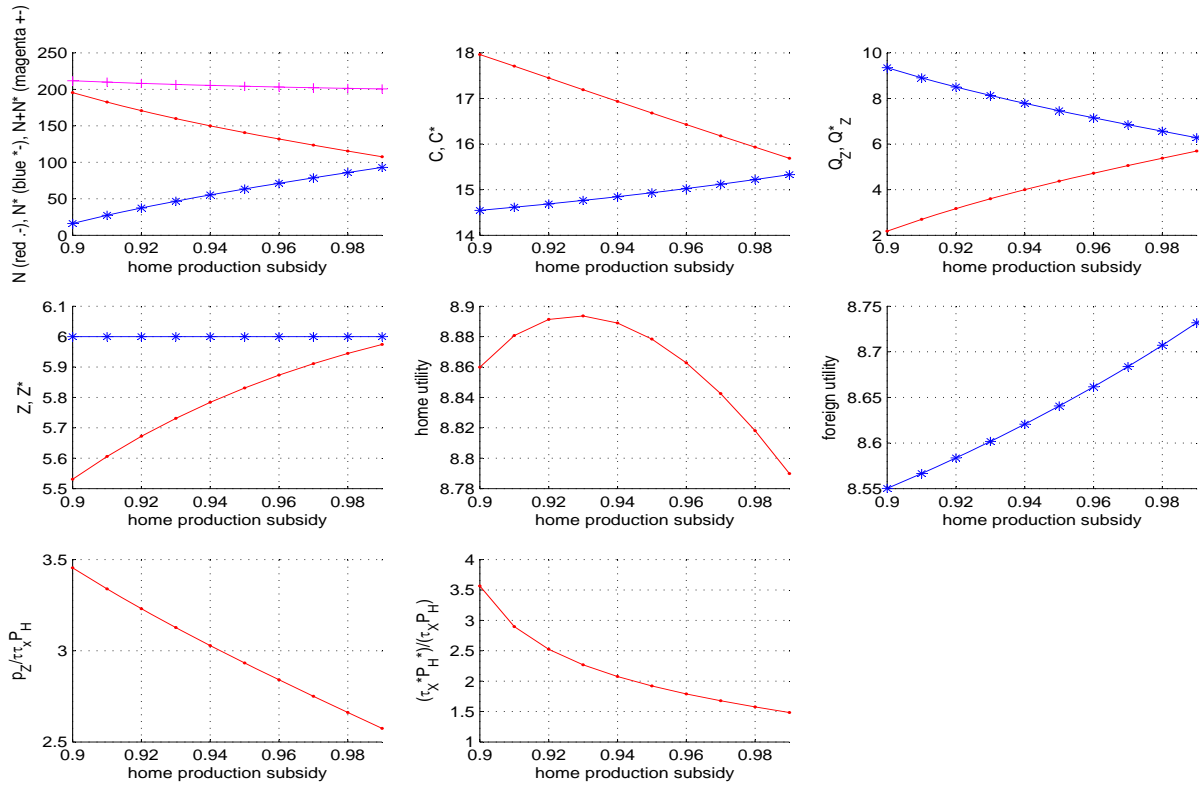 N (red .-), N* (blue *-), N+N* (magenta +-)
250
200
150
100
50
0
0.9 0.92 0.94 0.96 0.98
home production subsidy
C, C*
18
17
16
15
14
0.9 0.92 0.94 0.96 0.98
home production subsidy
Q_Z, Q*_Z
10
8
6
4
2
0.9 0.92 0.94 0.96 0.98
home production subsidy
Z, Z*
6.1
6
5.9
5.8
5.7
5.6
5.5
0.9 0.92 0.94 0.96 0.98
home production subsidy
home utility
8.9
8.88
8.86
8.84
8.82
8.8
8.78
0.9 0.92 0.94 0.96 0.98
home production subsidy
foreign utility
8.75
8.7
8.65
8.6
8.55
0.9 0.92 0.94 0.96 0.98
home production subsidy
p_Z/ττ_xP_H
3.5
3
2.5
0.9 0.92 0.94 0.96 0.98
home production subsidy
(τ_X*P_H*)/(τ_XP_H)
4
3.5
3
2.5
2
1.5
1
0.9 0.92 0.94 0.96 0.98
home production subsidy